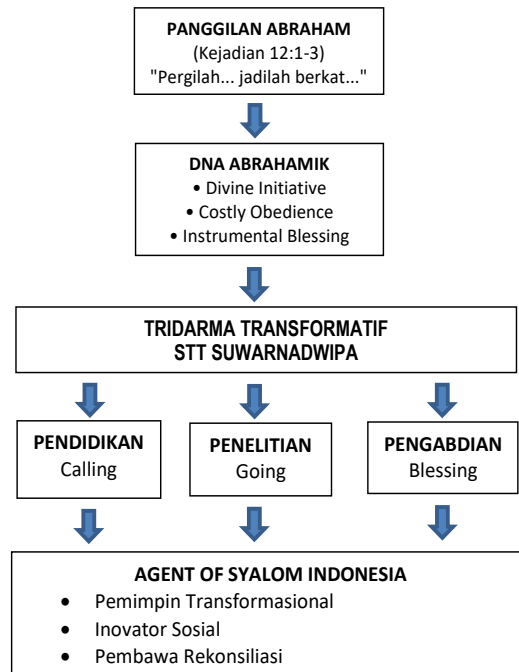 PANGGILAN ABRAHAM
(Kejadian 12:1-3)
"Pergilah... jadilah berkat..."
DNA ABRAHAMIK
• Divine Initiative
• Costly Obedience
• Instrumental Blessing
TRIDARMA TRANSFORMATIF
STT SUWARNADWIPA
PENDIDIKAN
Calling
PENELITIAN
Going
PENGABDIAN
Blessing
AGENT OF SYALOM INDONESIA
• Pemimpin Transformasional
• Inovator Sosial
• Pembawa Rekonsiliasi